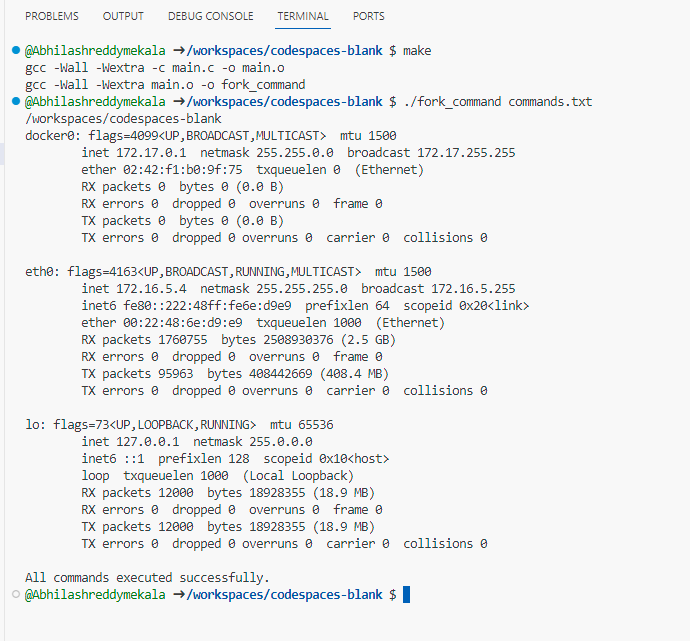 PROBLEMS OUTPUT DEBUG CONSOLE TERMINAL PORTS
@Abhilashreddymekala ➜/workspaces/codespaces-blank $ make
gcc -Wall -Wextra -c main.c -o main.o
gcc -Wall -Wextra main.o -o fork_command
@Abhilashreddymekala ➜/workspaces/codespaces-blank $ ./fork_command commands.txt
/workspaces/codespaces-blank
docker0: flags=4099<UP,BROADCAST,MULTICAST>  mtu 1500
        inet 172.17.0.1  netmask 255.255.0.0  broadcast 172.17.255.255
        ether 02:42:f1:b0:9f:75  txqueuelen 0  (Ethernet)
        RX packets 0  bytes 0 (0.0 B)
        RX errors 0  dropped 0  overruns 0  frame 0
        TX packets 0  bytes 0 (0.0 B)
        TX errors 0  dropped 0 overruns 0  carrier 0  collisions 0

eth0: flags=4163<UP,BROADCAST,RUNNING,MULTICAST>  mtu 1500
        inet 172.16.5.4  netmask 255.255.255.0  broadcast 172.16.5.255
        inet6 fe80::222:48ff:fe6e:d9e9  prefixlen 64  scopeid 0x20<link>
        ether 00:22:48:6e:d9:e9  txqueuelen 1000  (Ethernet)
        RX packets 1760755  bytes 2508930376 (2.5 GB)
        RX errors 0  dropped 0  overruns 0  frame 0
        TX packets 95963  bytes 408442669 (408.4 MB)
        TX errors 0  dropped 0 overruns 0  carrier 0  collisions 0

lo: flags=73<UP,LOOPBACK,RUNNING>  mtu 65536
        inet 127.0.0.1  netmask 255.0.0.0
        inet6 ::1  prefixlen 128  scopeid 0x10<host>
        loop  txqueuelen 1000  (Local Loopback)
        RX packets 12000  bytes 18928355 (18.9 MB)
        RX errors 0  dropped 0  overruns 0  frame 0
        TX packets 12000  bytes 18928355 (18.9 MB)
        TX errors 0  dropped 0 overruns 0  carrier 0  collisions 0

All commands executed successfully.
@Abhilashreddymekala ➜/workspaces/codespaces-blank $